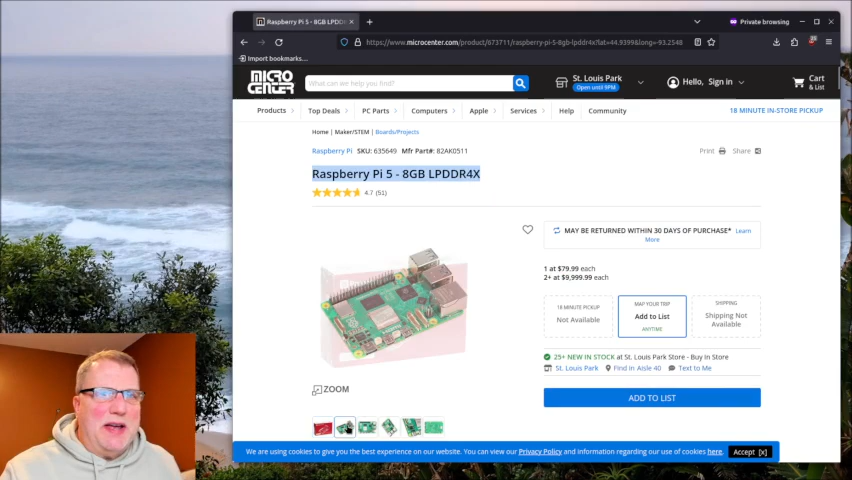 Raspberry Pi 5 - 8GB LPDDR
Private browsing
https://www.microcenter.com/product/673711/raspberry-pi-5-8gb-lpddr4x?lat=44.9399&long=-93.2548
Import bookmarks...
MICRO CENTER
What can we help you find?
St. Louis Park
Open until 9PM
Hello, Sign in
Cart
& List
Products
Top Deals
PC Parts
Computers
Apple
Services
Help
Community
18 MINUTE IN-STORE PICKUP
Home | Maker/STEM | Boards/Projects
Raspberry Pi SKU: 635649 Mfr Part#: 82AK0511
Print
Share
Raspberry Pi 5 - 8GB LPDDR4X
4.7 (51)
MAY BE RETURNED WITHIN 30 DAYS OF PURCHASE* Learn
More
1 at $79.99 each
2+ at $9,999.99 each
18 MINUTE PICKUP
Not Available
MAP YOUR TRIP
Add to List
ANYTIME
SHIPPING
Shipping Not
Available
25+ NEW IN STOCK at St. Louis Park Store - Buy In Store
St. Louis Park
Find in Aisle 40
Text to Me
ZOOM
ADD TO LIST
We are using cookies to give you the best experience on our website. You can view our Privacy Policy and information regarding our use of cookies here.
Accept [x]